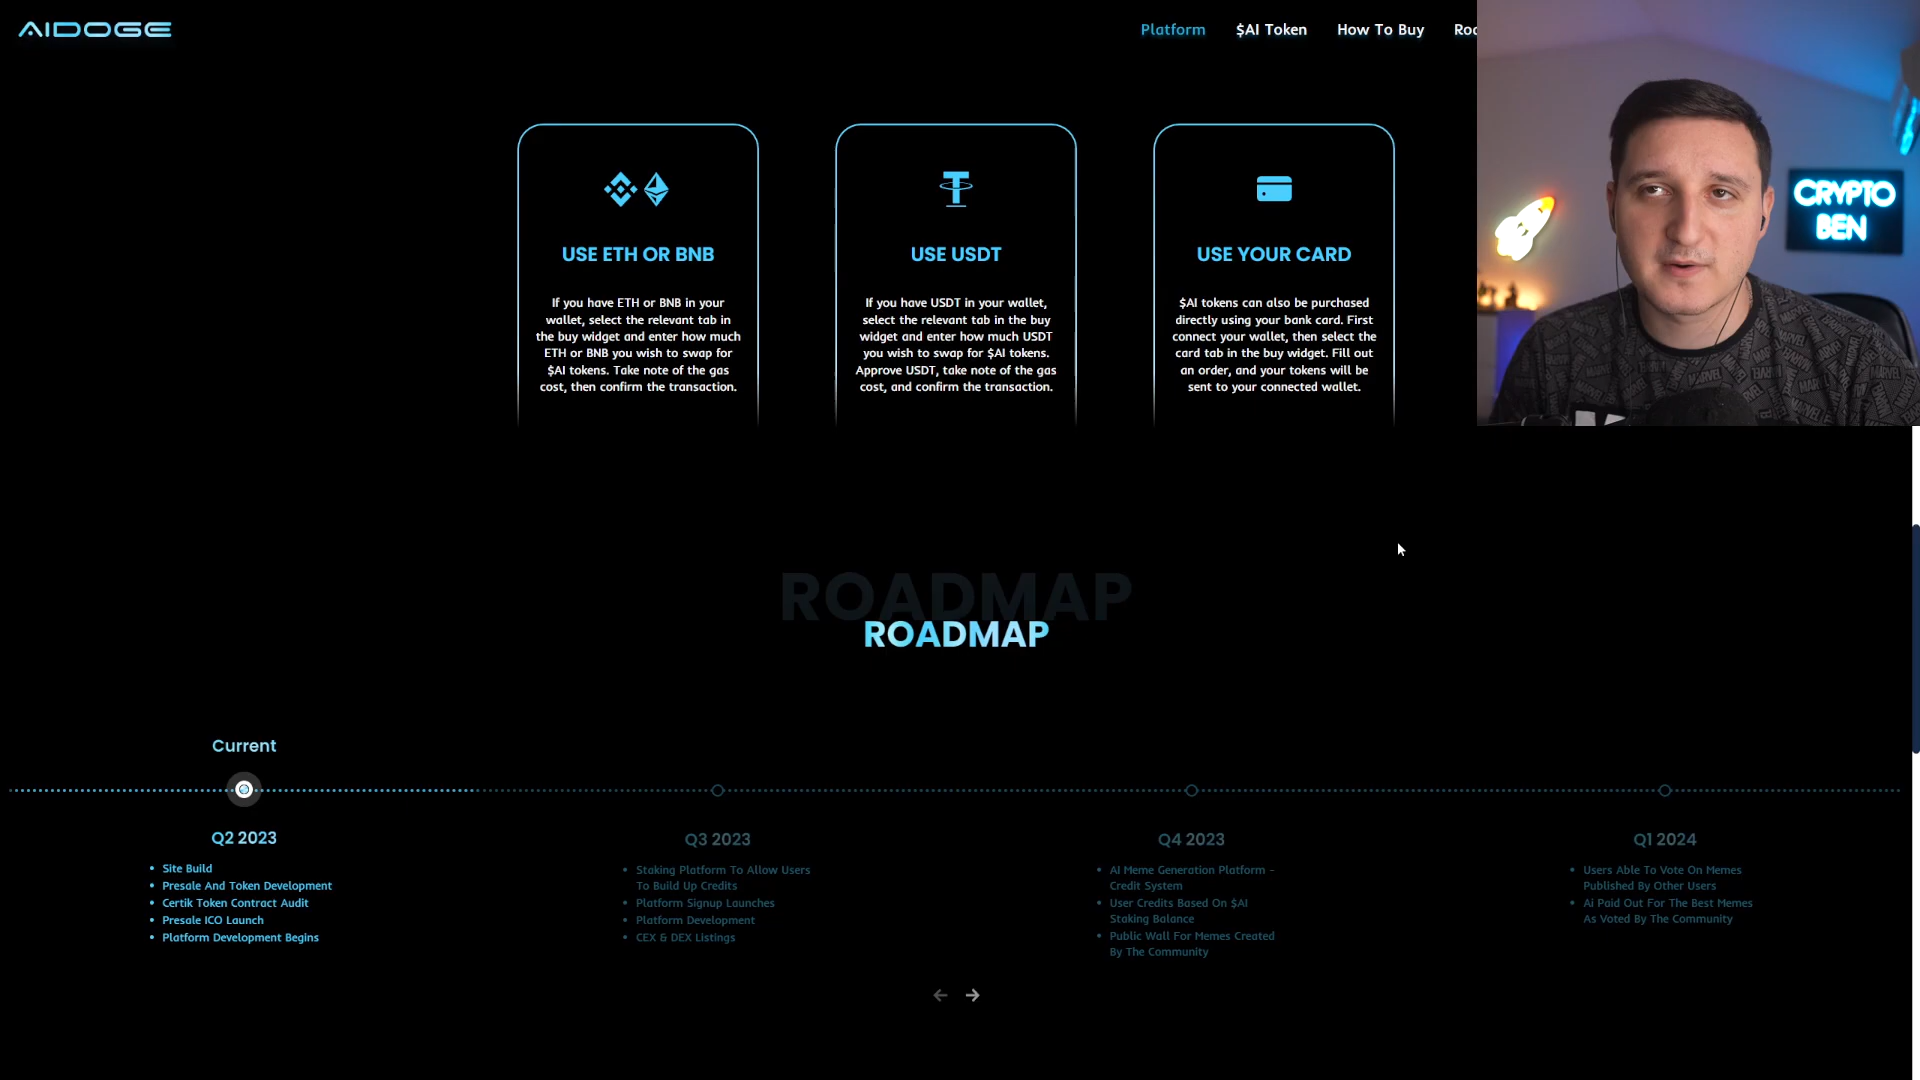 AIDOGE
Platform
$AI Token
How To Buy
CRYPTO
BEN
USE ETH OR BNB
If you have ETH or BNB in your
wallet, select the relevant tab in
the buy widget and enter how much
ETH or BNB you wish to swap for
$AI tokens. Take note of the gas
cost, then confirm the transaction.
USE USDT
If you have USDT in your wallet,
select the relevant tab in the buy
widget and enter how much USDT
you wish to swap for $AI tokens.
Approve USDT, take note of the gas
cost, and confirm the transaction.
USE YOUR CARD
$AI tokens can also be purchased
directly using your bank card. First
connect your wallet, then select the
card tab in the buy widget. Fill out
an order, and your tokens will be
sent to your connected wallet.
ROADMAP
ROADMAP
Current
Q2 2023
Site Build
Presale And Token Development
Certik Token Contract Audit
Presale ICO Launch
Platform Development Begins
Q3 2023
Staking Platform To Allow Users
To Build Up Credits
Platform Signup Launches
Platform Development
CEX & DEX Listings
Q4 2023
AI Meme Generation Platform –
Credit System
User Credits Based On $AI
Staking Balance
Public Wall For Memes Created
By The Community
Q1 2024
Users Able To Vote On Memes
Published By Other Users
Ai Paid Out For The Best Memes
As Voted By The Community